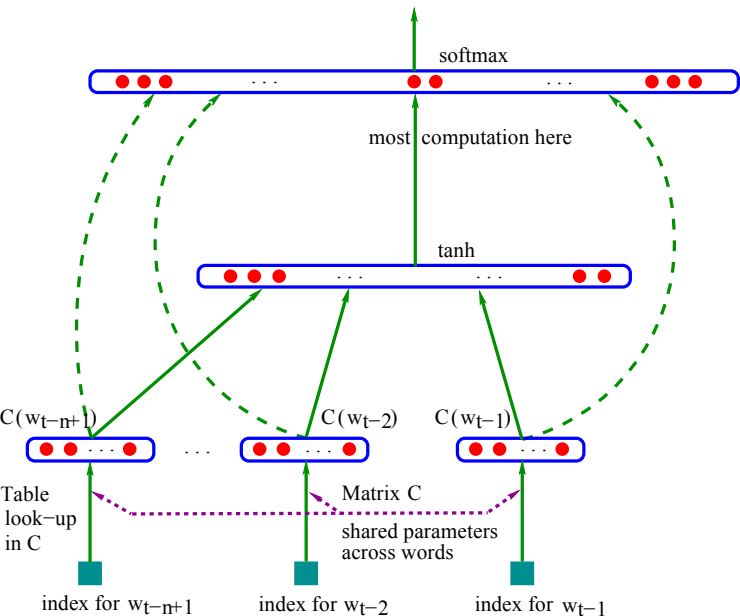 softmax
. . .
. . .
most computation here
tanh
. . .
. . .
C(wt−n+1)
C(wt−2)
C(wt−1)
. . .
. . .
. . .
. . .
Table
look−up
in C
Matrix C
shared parameters
across words
index for wt−n+1
index for wt−2
index for wt−1